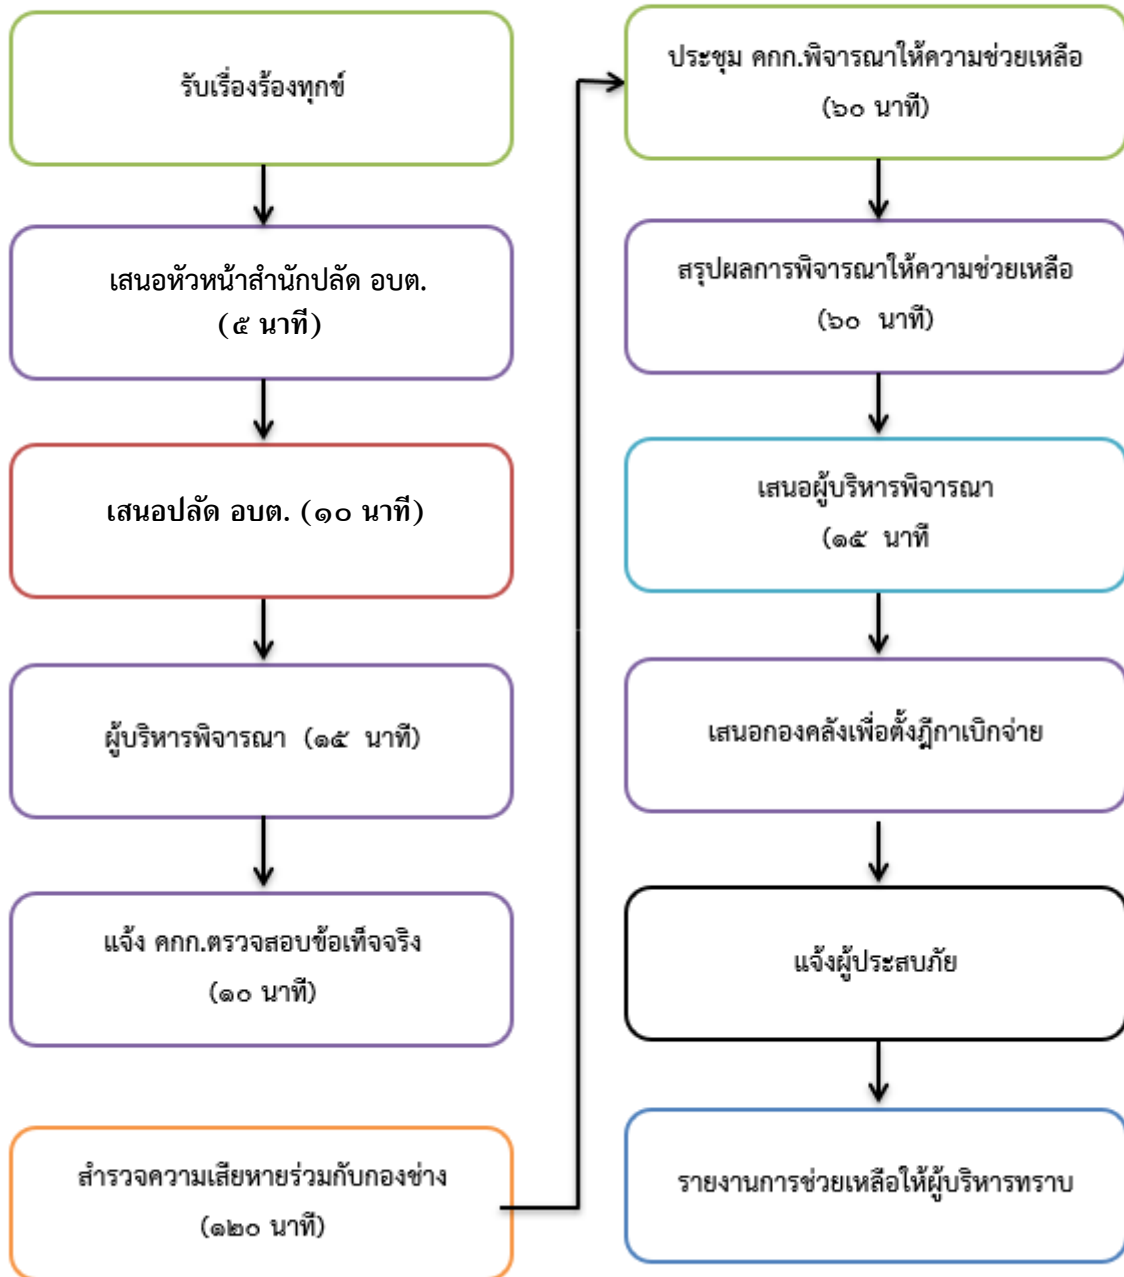 รับเรื่องร้องทุกข์
เสนอหัวหน้าสำนักปลัด อบต.
(๕ นาที)
เสนอปลัด อบต. (๑๐ นาที)
ผู้บริหารพิจารณา (๑๕ นาที)
แจ้ง คกก.ตรวจสอบข้อเท็จจริง
(๑๐ นาที)
สำรวจความเสียหายร่วมกับกองช่าง
(๑๒๐ นาที)
ประชุม คกก.พิจารณาให้ความช่วยเหลือ
(๖๐ นาที)
สรุปผลการพิจารณาให้ความช่วยเหลือ
(๖๐ นาที)
เสนอผู้บริหารพิจารณา
(๑๕ นาที
เสนอกองคลังเพื่อตั้งฎีกาเบิกจ่าย
แจ้งผู้ประสบภัย
รายงานการช่วยเหลือให้ผู้บริหารทราบ